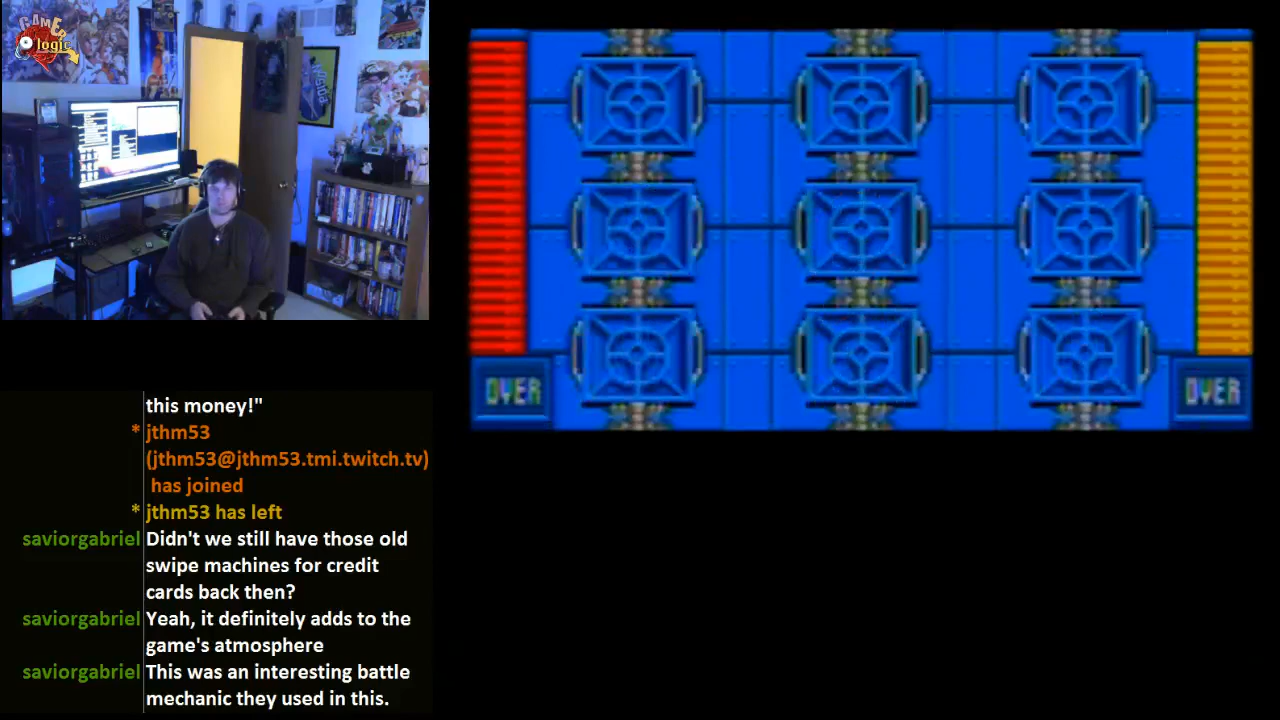 GAMER
logic
this money!"
* jthm53
(jthm53@jthm53.tmi.twitch.tv)
has joined
* jthm53 has left
saviorgabriel Didn't we still have those old
swipe machines for credit
cards back then?
saviorgabriel Yeah, it definitely adds to the
game's atmosphere
saviorgabriel This was an interesting battle
mechanic they used in this.
OVER
OVER